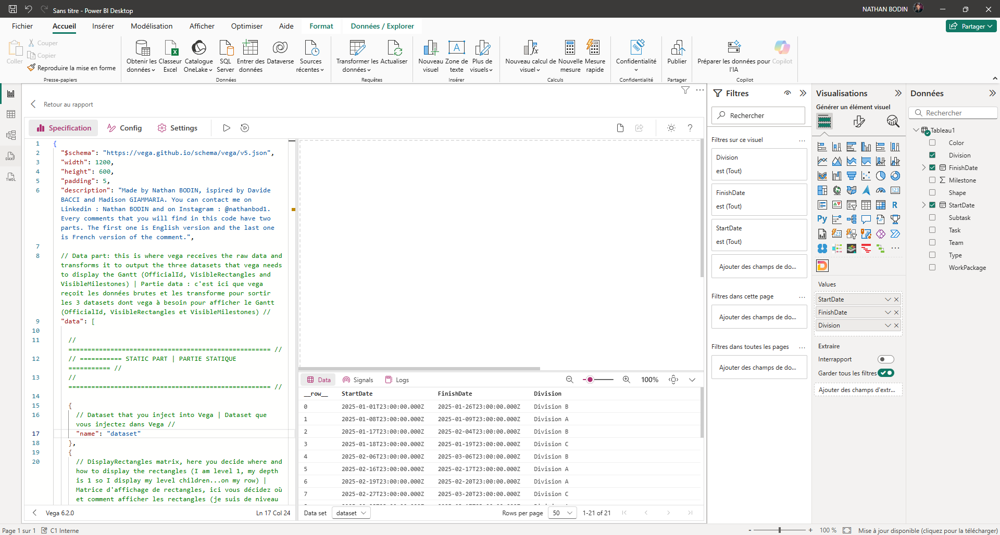 Sans titre - Power BI Desktop
NATHAN BODIN
Fichier
Accueil
Insérer
Modélisation
Afficher
Optimiser
Aide
Format
Données / Explorer
Partager
Coller
Couper
Copier
Reproduire la mise en forme
Presse-papiers
Obtenir les données
Classeur Excel
Catalogue OneLake
SQL Server
Entrer des données
Dataverse
Sources récentes
Données
Transformer les données
Actualiser
Requêtes
Nouveau visuel
Zone de texte
Plus de visuels
Insérer
Nouveau calcul de visuel
Nouvelle mesure
Mesure rapide
Calculs
Confidentialité
Confidentialité
Publier
Partager
Préparer les données pour l'IA
Copilot
Copilot
DAX
TMDL
Retour au rapport
Specification
Config
Settings
1 {
2 "$schema": "https://vega.github.io/schema/vega/v5.json",
3 "width": 1200,
4 "height": 600,
5 "padding": 5,
6 "description": "Made by Nathan BODIN, ispired by Davide
BACCI and Madison GIAMMARIA. You can contact me on
Linkedin : Nathan BODIN and on Instagram : @nathanbod1.
Every comments that you will find in this code have two
parts. The first one is English version and the last one
is French version of the comment.",
7
8 // Data part: this is where vega receives the raw data and
transforms it to output the three datasets that vega needs
to display the Gantt (OfficialId, VisibleRectangles and
VisibleMilestones) | Partie data : c'est ici que vega
reçoit les données brutes et les transforme pour sortir
les 3 datasets dont vega à besoin pour afficher le Gantt
(OfficialId, VisibleRectangles et VisibleMilestones) //
9 "data": [
10
11 //
==================================================== //
12 // =========== STATIC PART | PARTIE STATIQUE
=========== //
13 //
==================================================== //
14
15 {
16 // Dataset that you inject into Vega | Dataset que
vous injectez dans Vega //
17 "name": "dataset"
18 },
19 {
20 // DisplayRectangles matrix, here you decide where and
how to display the rectangles (I am level 1, my depth
is 1 so I display my level children...on my row) |
Matrice d'affichage de rectangles, ici vous décidez où
et comment afficher les rectangles (je suis de niveau
Vega 6.2.0
Ln 17 Col 24
Data
Signals
Logs
100%
__row__ StartDate FinishDate Division
0 2025-01-01T23:00:00.000Z 2025-01-26T23:00:00.000Z Division B
1 2025-01-08T23:00:00.000Z 2025-01-09T23:00:00.000Z Division A
2 2025-01-17T23:00:00.000Z 2025-02-04T23:00:00.000Z Division B
3 2025-01-18T23:00:00.000Z 2025-01-19T23:00:00.000Z Division C
4 2025-02-06T23:00:00.000Z 2025-03-06T23:00:00.000Z Division B
5 2025-02-16T23:00:00.000Z 2025-02-17T23:00:00.000Z Division A
6 2025-02-19T23:00:00.000Z 2025-02-20T23:00:00.000Z Division A
7 2025-02-27T23:00:00.000Z 2025-03-20T23:00:00.000Z Division C
Data set
dataset
Rows per page
50
1-21 of 21
Filtres
Rechercher
Filtres sur ce visuel
Division
est (Tout)
FinishDate
est (Tout)
StartDate
est (Tout)
Ajouter des champs de do...
Filtres dans cette page
Ajouter des champs de do...
Filtres dans toutes les pages
Ajouter des champs de do...
Visualisations
Générer un élément visuel
R
Py
Values
StartDate
FinishDate
Division
Extraire
Interrapport
Garder tous les filtres
Ajouter des champs d'extr...
Données
Rechercher
Tableau1
Color
Division
FinishDate
Milestone
Shape
StartDate
Subtask
Task
Team
Type
WorkPackage
Page 1 sur 1
C1 Interne
100 %
Mise à jour disponible (cliquez pour la télécharger)